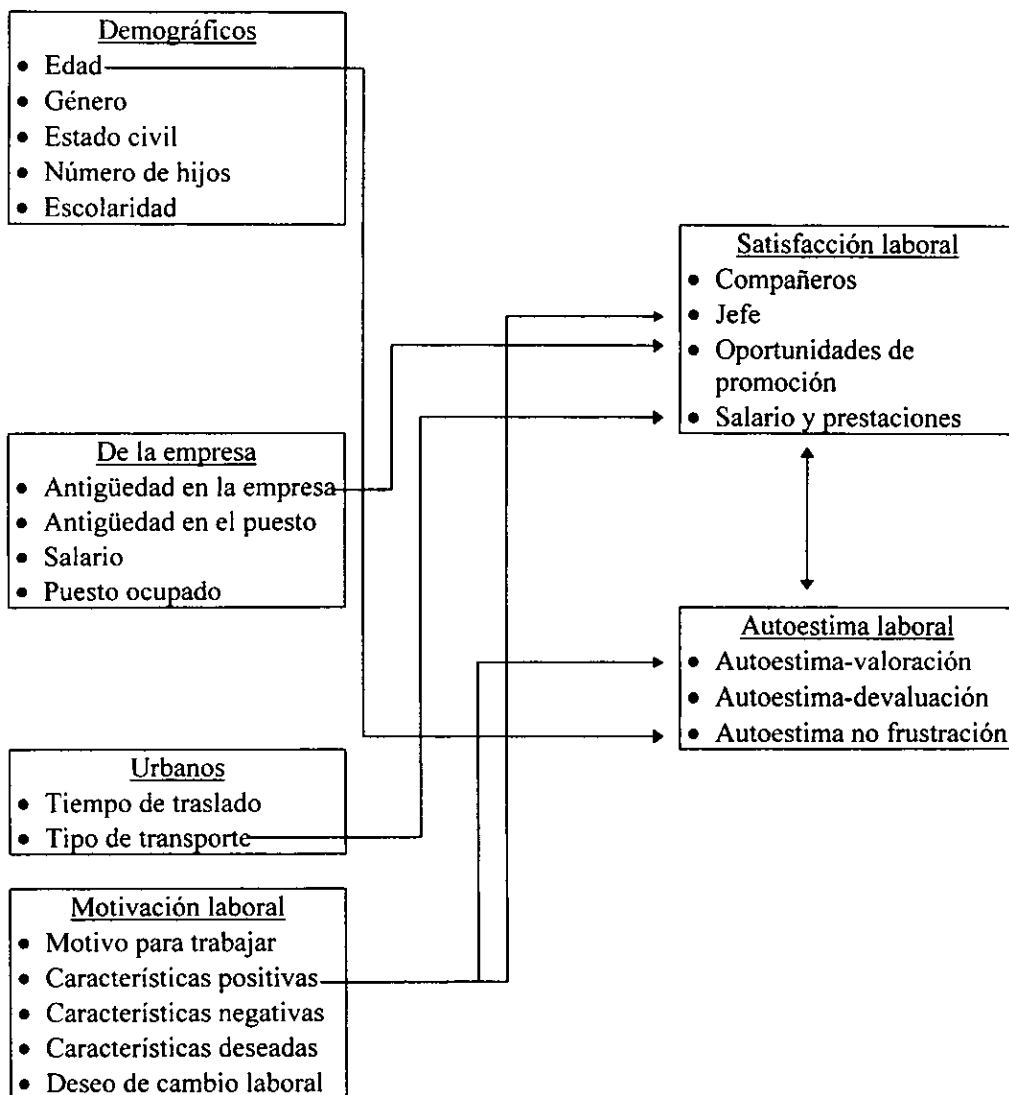 Demográficos
• Edad
• Género
• Estado civil
• Número de hijos
• Escolaridad
Satisfacción laboral
• Compañeros
• Jefe
• Oportunidades de
promoción
• Salario y prestaciones
De la empresa
• Antigüedad en la empresa
• Antigüedad en el puesto
• Salario
• Puesto ocupado
Autoestima laboral
• Autoestima-valoración
• Autoestima-devaluación
• Autoestima no frustración
Urbanos
• Tiempo de traslado
• Tipo de transporte
Motivación laboral
• Motivo para trabajar
• Características positivas
• Características negativas
• Características deseadas
• Deseo de cambio laboral